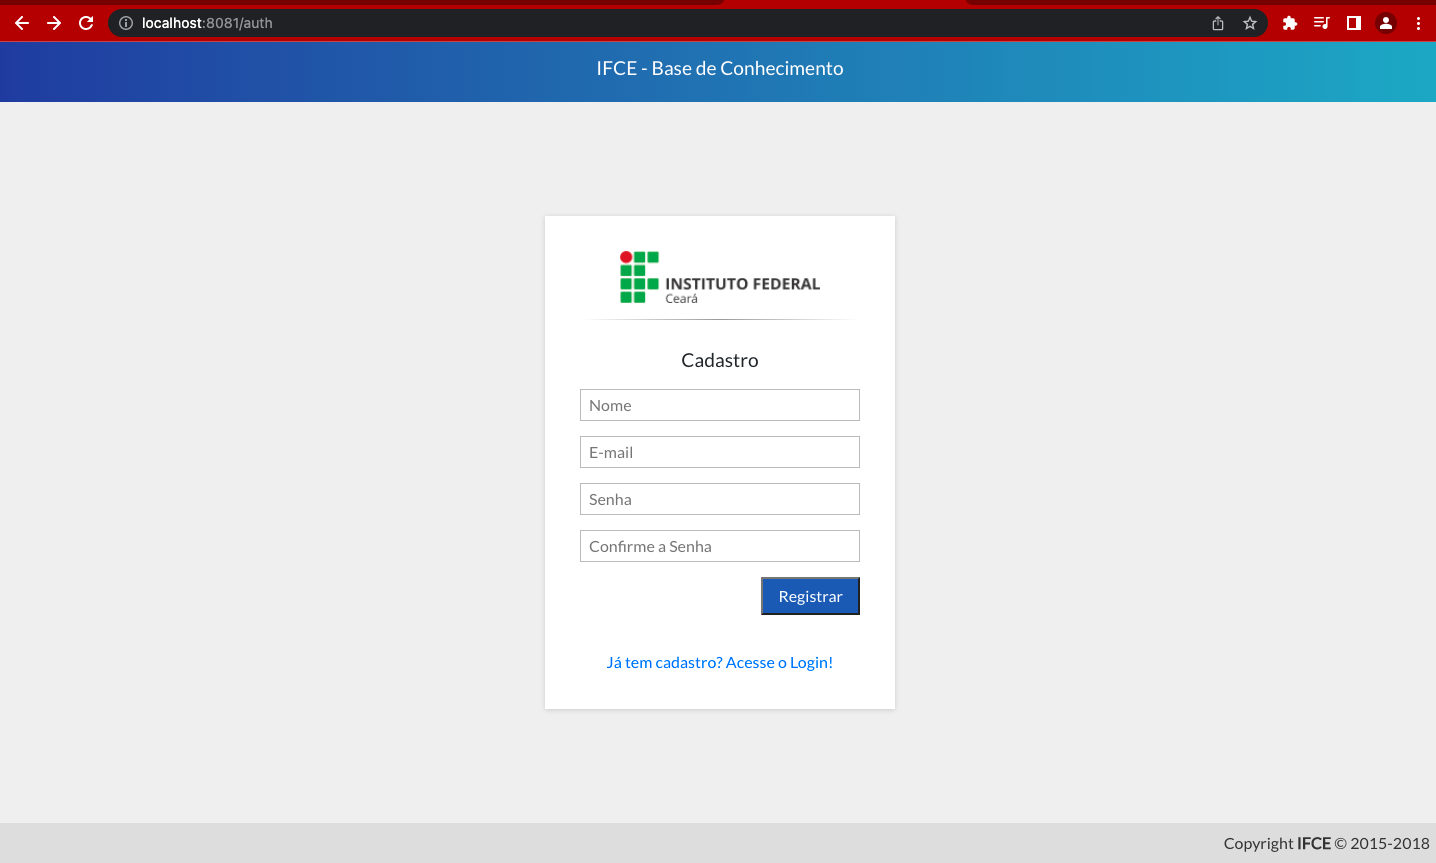 localhost:8081/auth
IFCE - Base de Conhecimento
INSTITUTO FEDERAL
Ceará
Cadastro
Nome
E-mail
Senha
Confirme a Senha
Registrar
Já tem cadastro? Acesse o Login!
Copyright IFCE © 2015-2018